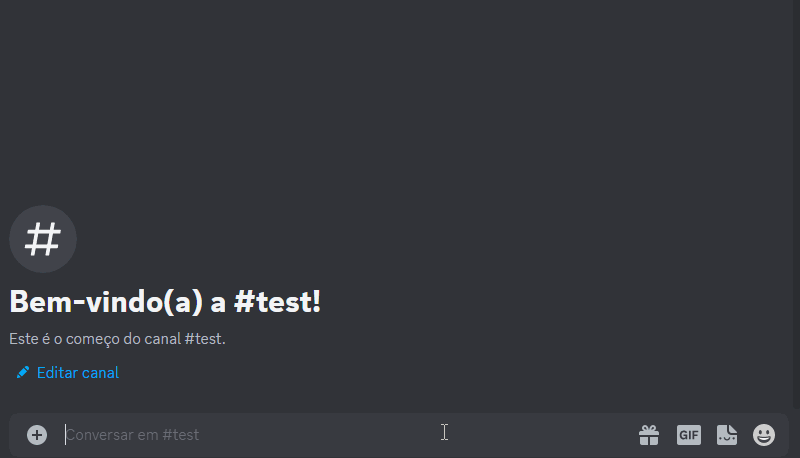 #
Bem-vindo(a) a #test!
Este é o começo do canal #test.
Editar canal
Conversar em #test
GIF